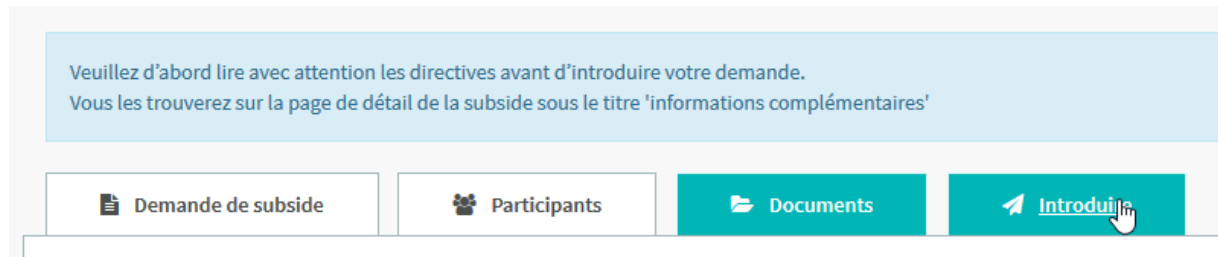 Veuillez d’abord lire avec attention les directives avant d’introduire votre demande.
Vous les trouverez sur la page de détail de la subside sous le titre 'informations complémentaires'
Demande de subside Participants Documents Introduire